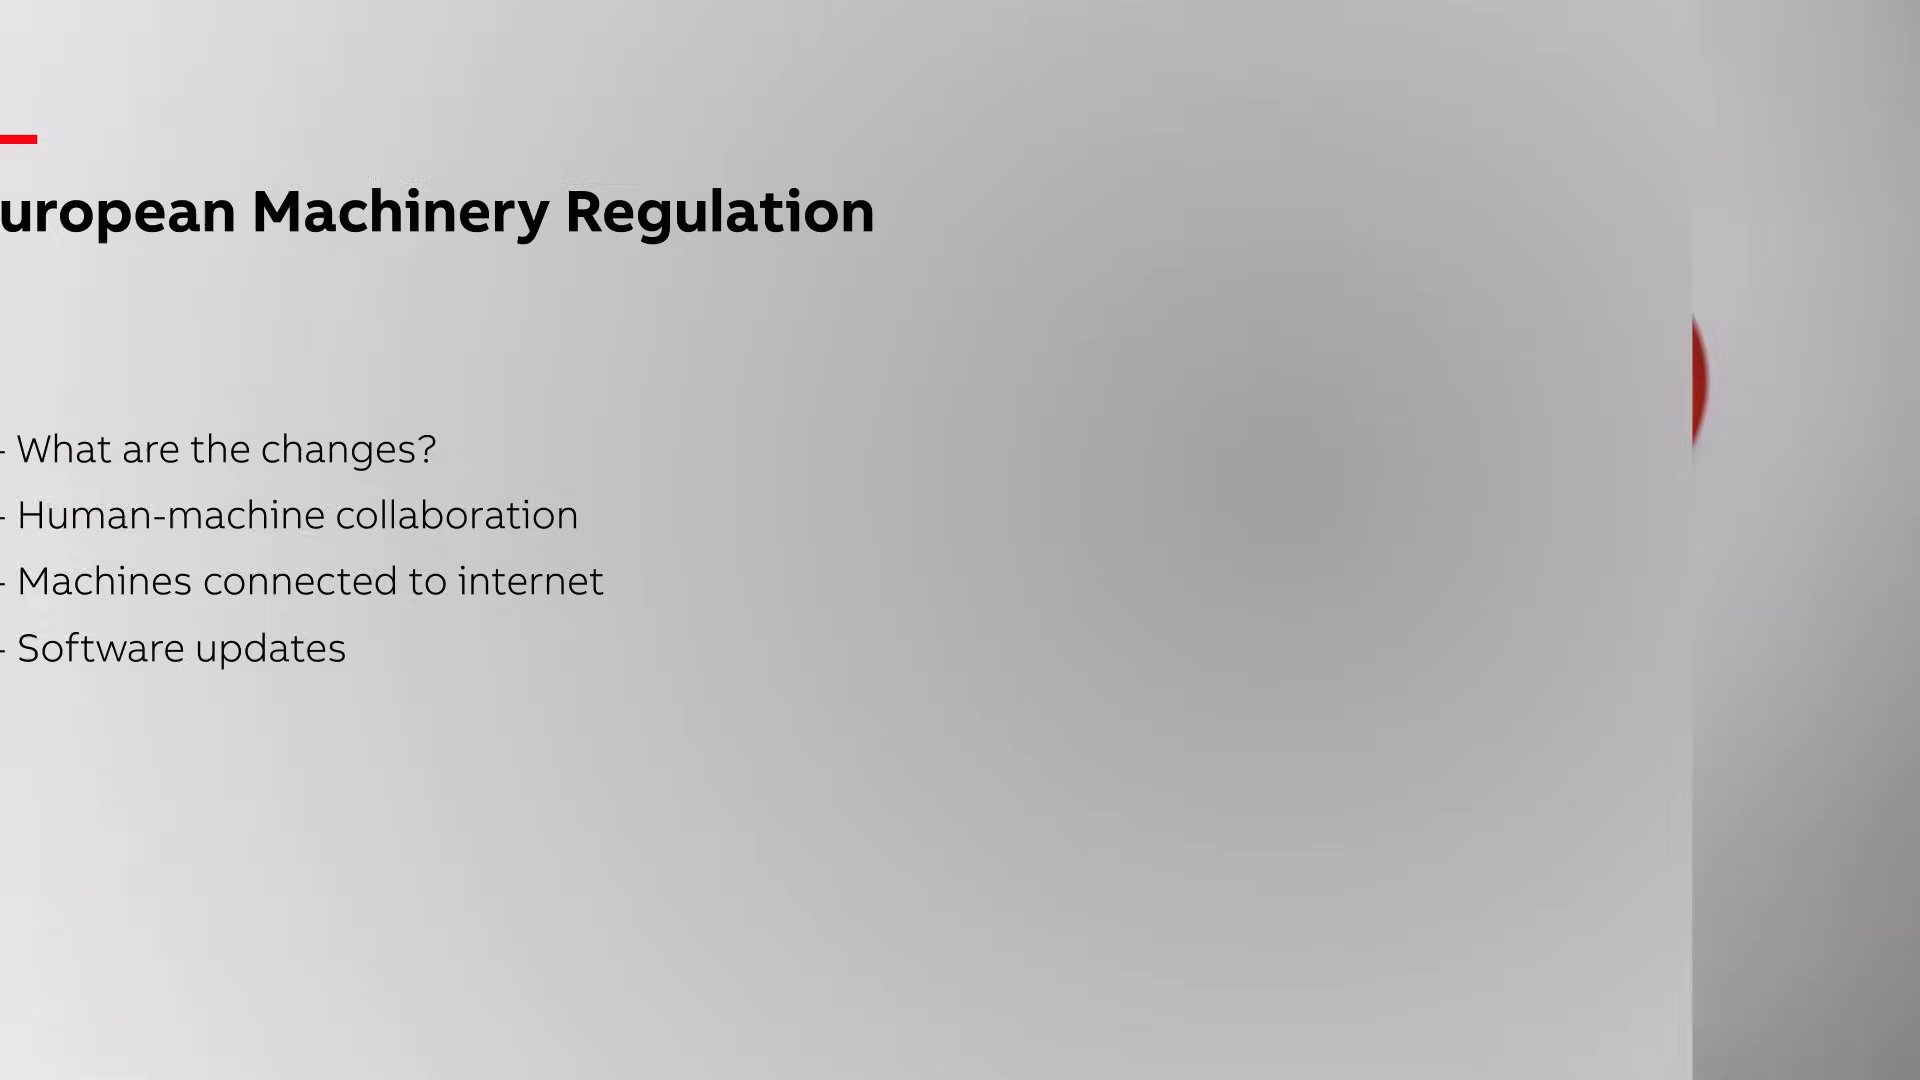 uropean Machinery Regulation
- What are the changes?
- Human-machine collaboration
- Machines connected to internet
- Software updates